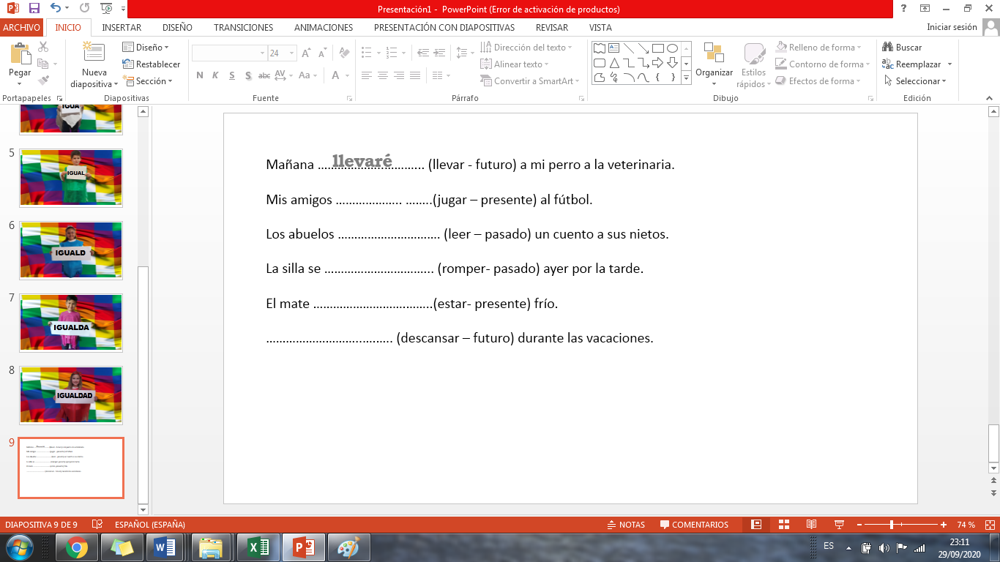 Presentación1 - PowerPoint (Error de activación de productos)
ARCHIVO INICIO INSERTAR DISEÑO TRANSICIONES ANIMACIONES PRESENTACIÓN CON DIAPOSITIVAS REVISAR VISTA Iniciar sesión
Pegar
Portapapeles
Nueva diapositiva
Diseño
Restablecer
Sección
Diapositivas
24
N K S S abc AV Aa A
Fuente
Dirección del texto
Alinear texto
Convertir a SmartArt
Párrafo
Organizar
Estilos rápidos
Relleno de forma
Contorno de forma
Efectos de forma
Dibujo
Buscar
Reemplazar
Seleccionar
Edición
IGUA
5
IGUAL
6
IGUALD
7
IGUALDA
8
IGUALDAD
9
Mañana ………llevaré……… (llevar - futuro) a mi perro a la veterinaria.
Mis amigos ……………….. ……..(jugar – presente) al fútbol.
Los abuelos …………………………. (leer – pasado) un cuento a sus nietos.
La silla se …………………………… (romper- pasado) ayer por la tarde.
El mate ………………………………(estar- presente) frío.
……………………………….. (descansar – futuro) durante las vacaciones.
DIAPOSITIVA 9 DE 9 ESPAÑOL (ESPAÑA) NOTAS COMENTARIOS 74 %
ES 23:11
29/09/2020